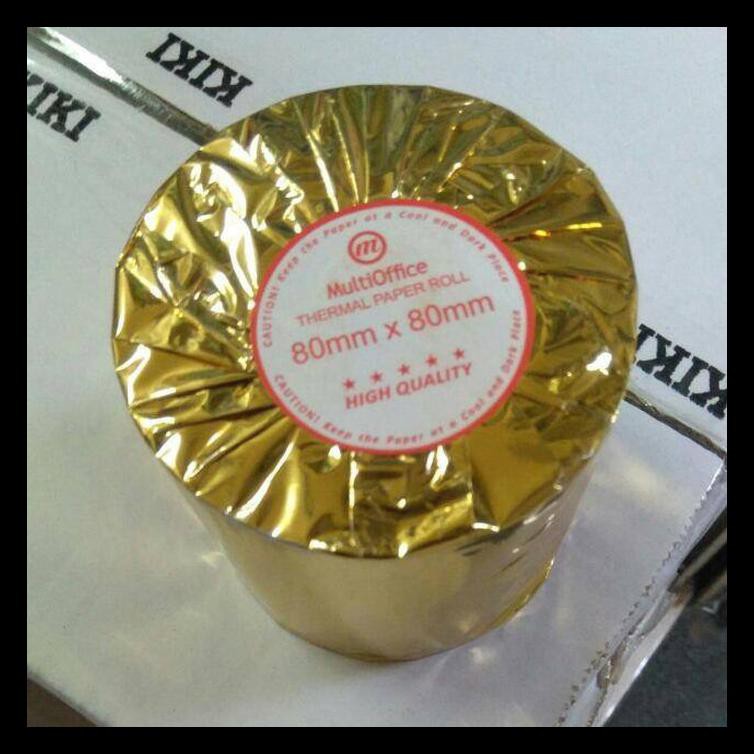 KIKI
KIKI
CAUTION! Keep the Paper at a Cool and Dark Place
m
MultiOffice
THERMAL PAPER ROLL
80mm x 80mm
HIGH QUALITY
CAUTION! Keep the Paper at a Cool and Dark Place
KIKI